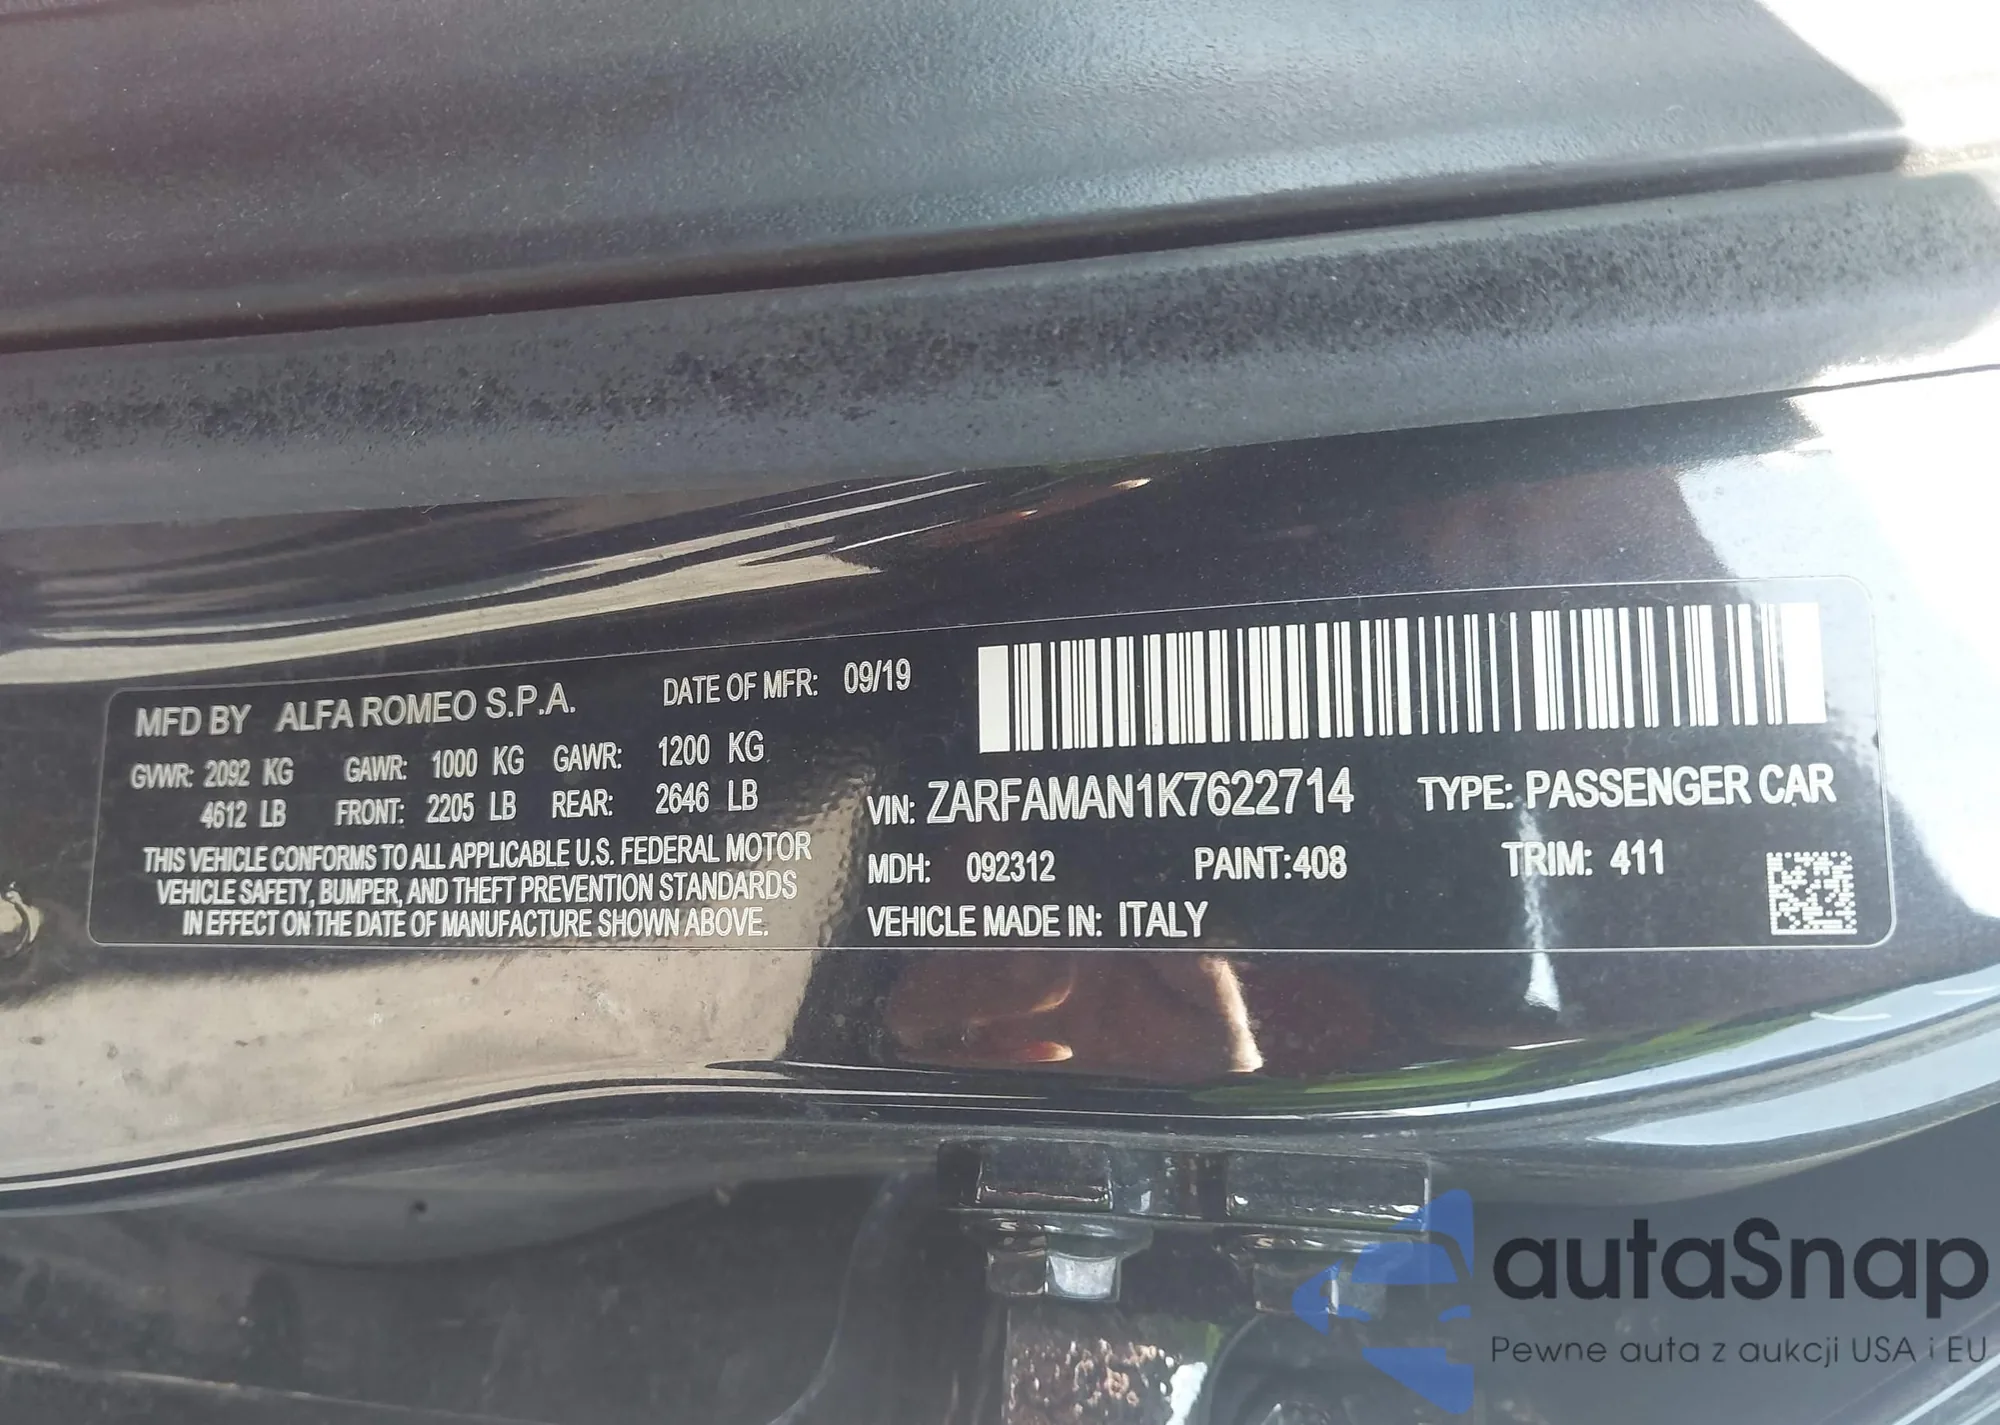 MFD BY ALFA ROMEO S.P.A. DATE OF MFR: 09/19
GVWR: 2092 KG GAWR: 1000 KG GAWR: 1200 KG
4612 LB FRONT: 2205 LB REAR: 2646 LB
THIS VEHICLE CONFORMS TO ALL APPLICABLE U.S. FEDERAL MOTOR
VEHICLE SAFETY, BUMPER, AND THEFT PREVENTION STANDARDS
IN EFFECT ON THE DATE OF MANUFACTURE SHOWN ABOVE.
VIN: ZARFAMAN1K7622714 TYPE: PASSENGER CAR
MDH: 092312 PAINT:408 TRIM: 411
VEHICLE MADE IN: ITALY
autaSnap
Pewne auta z aukcji USA i EU